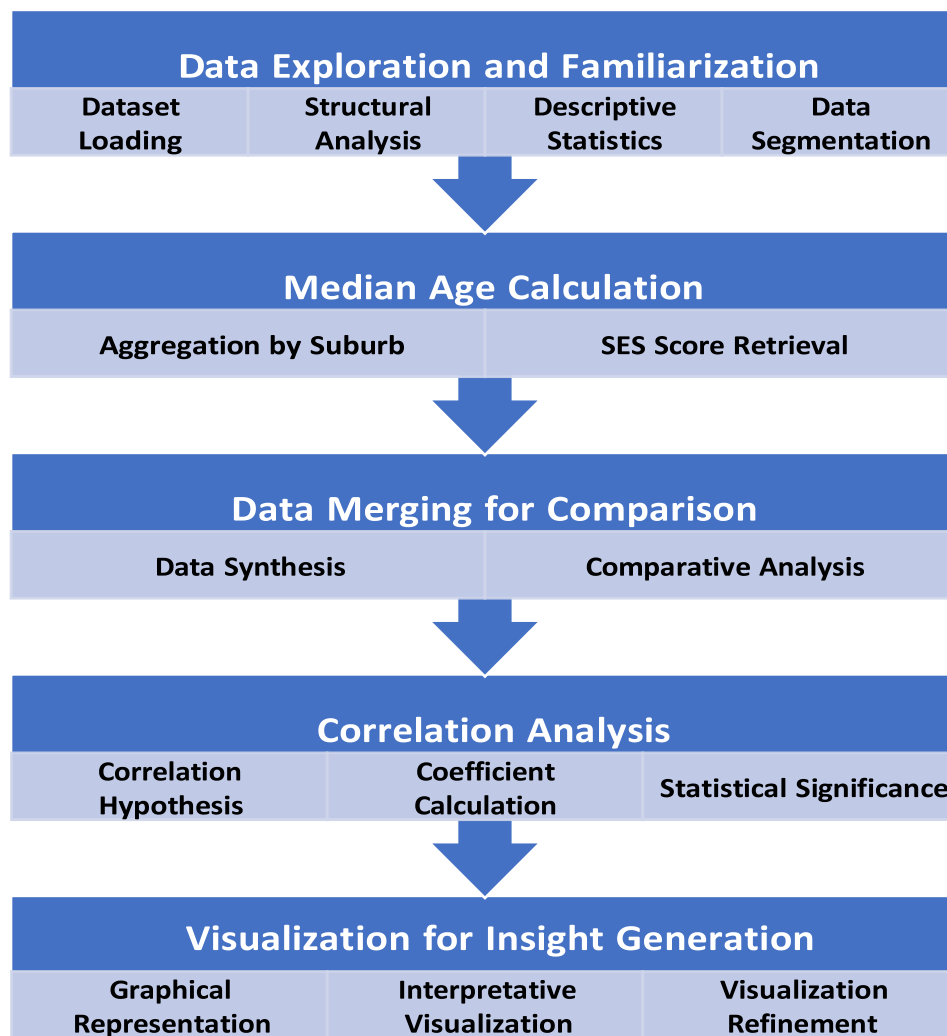 Data Exploration and Familiarization
Dataset
Loading
Structural
Analysis
Descriptive
Statistics
Data
Segmentation
Median Age Calculation
Aggregation by Suburb
SES Score Retrieval
Data Merging for Comparison
Data Synthesis
Comparative Analysis
Correlation Analysis
Correlation
Hypothesis
Coefficient
Calculation
Statistical Significance
Visualization for Insight Generation
Graphical
Representation
Interpretative
Visualization
Visualization
Refinement